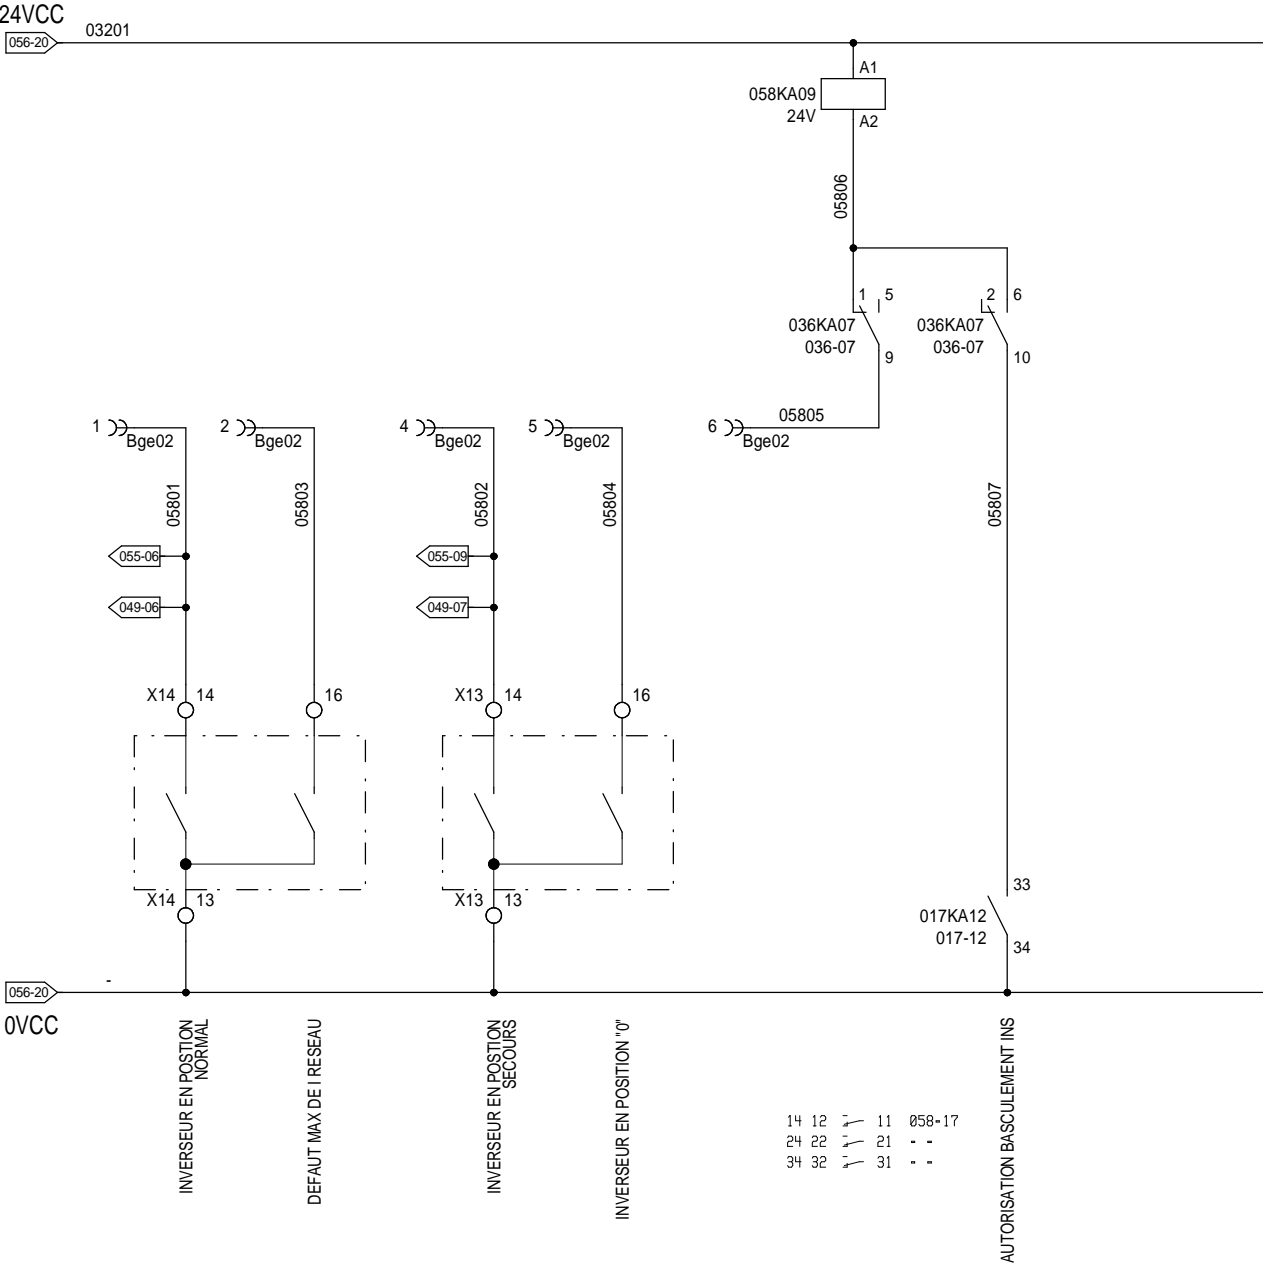 24VCC
056-20 03201
A1
058KA09
24V
A2
05806
1 5 2 6
036KA07 036KA07
036-07 036-07
9 10
05805
1 2 4 5 6
Bge02 Bge02 Bge02 Bge02 Bge02
05801 05803 05802 05804 05807
055-06 055-09
049-06 049-07
X14 14 16 X13 14 16
33
X14 13 X13 13
017KA12
017-12
34
-
056-20
0VCC
INVERSEUR EN POSTION
NORMAL
DEFAUT MAX DE I RESEAU
INVERSEUR EN POSTION
SECOURS
INVERSEUR EN POSITION "0"
AUTORISATION BASCULEMENT INS
14 12 11 058-17
24 22 21 - -
34 32 31 - -